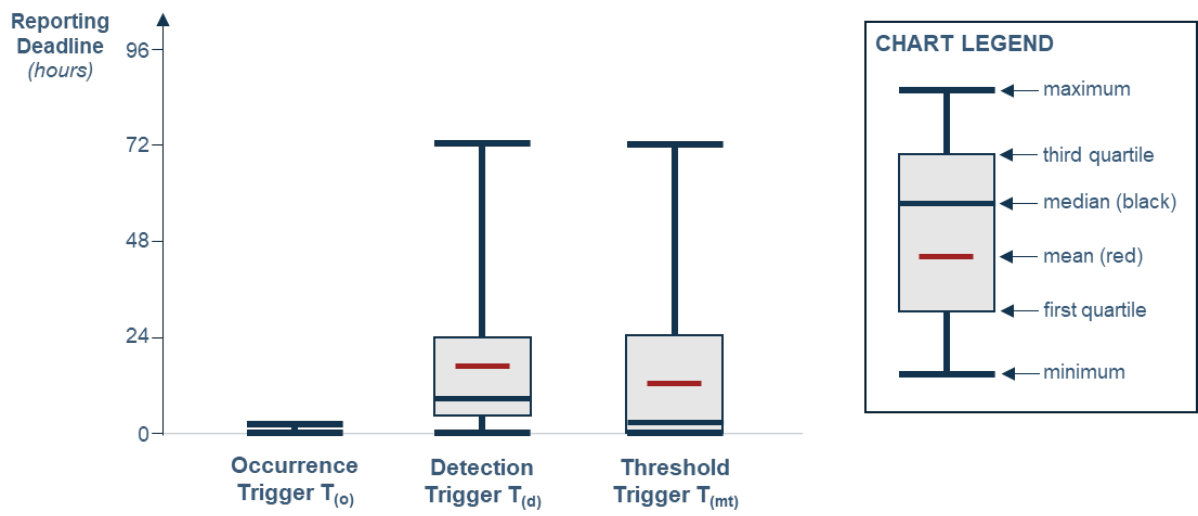 Reporting
Deadline
(hours)
96
72
48
24
0
Occurrence
Trigger T(o)
Detection
Trigger T(d)
Threshold
Trigger T(mt)
CHART LEGEND
maximum
third quartile
median (black)
mean (red)
first quartile
minimum